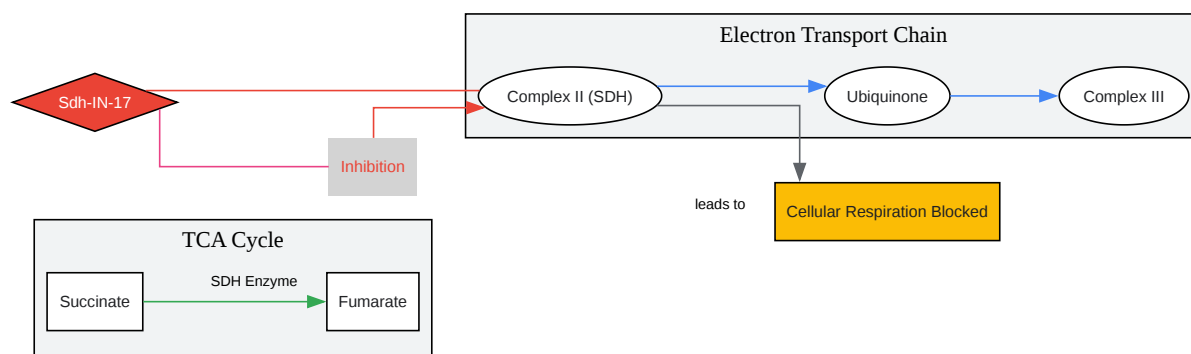 Electron Transport Chain
Sdh-IN-17
Complex II (SDH)
Ubiquinone
Complex III
Inhibition
leads to
Cellular Respiration Blocked
TCA Cycle
SDH Enzyme
Succinate
Fumarate